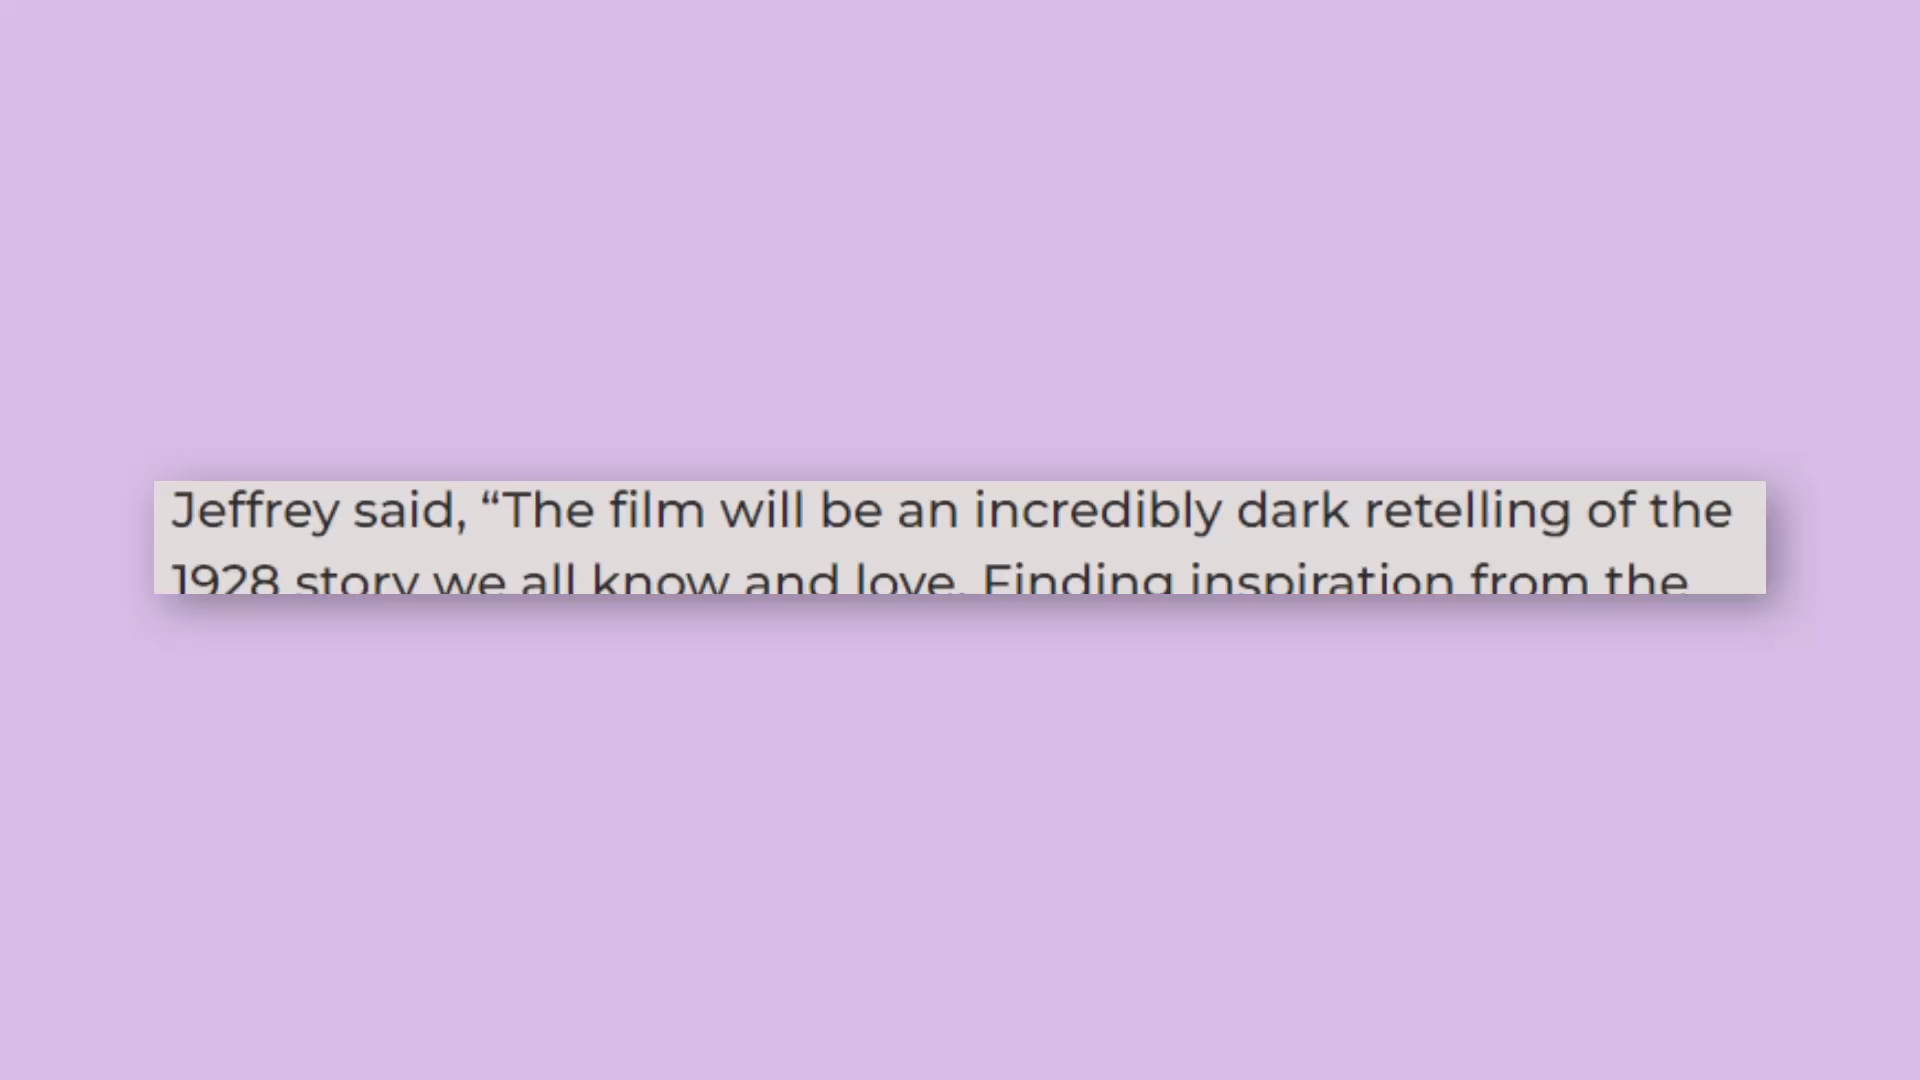 Jeffrey said, “The film will be an incredibly dark retelling of the
1928 story we all know and love. Finding inspiration from the